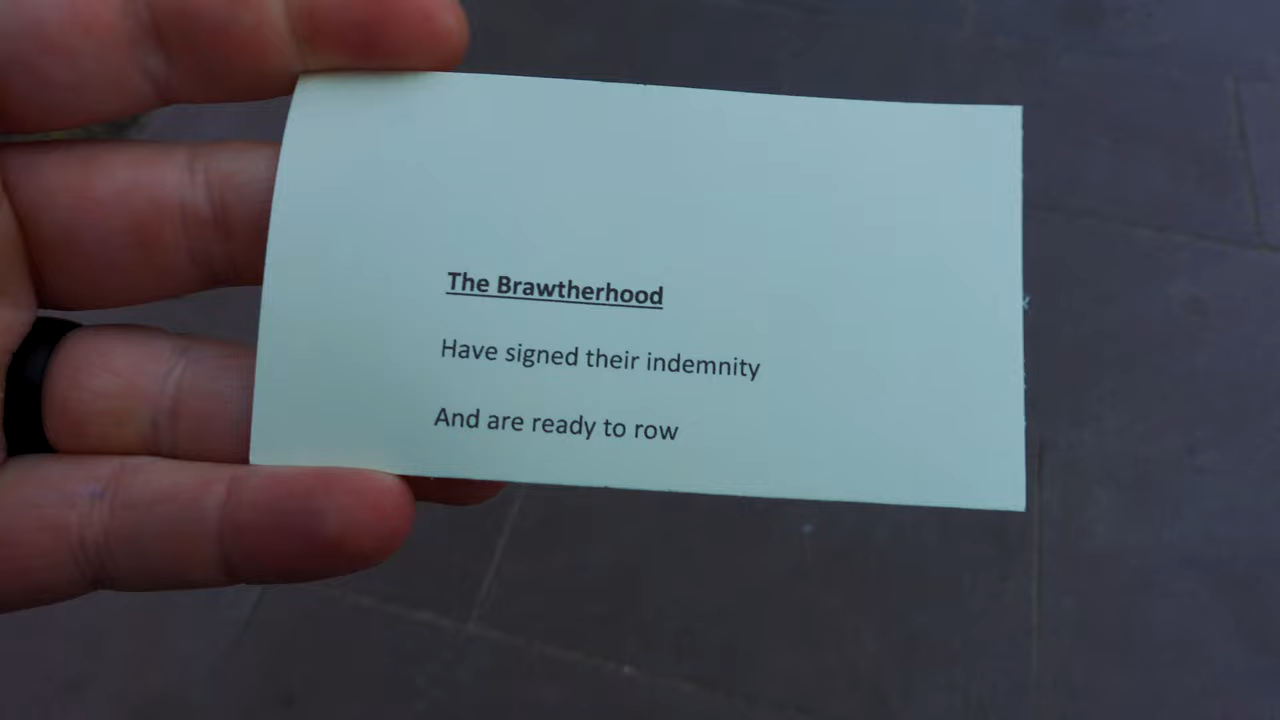 The Brawtherhood
Have signed their indemnity
And are ready to row